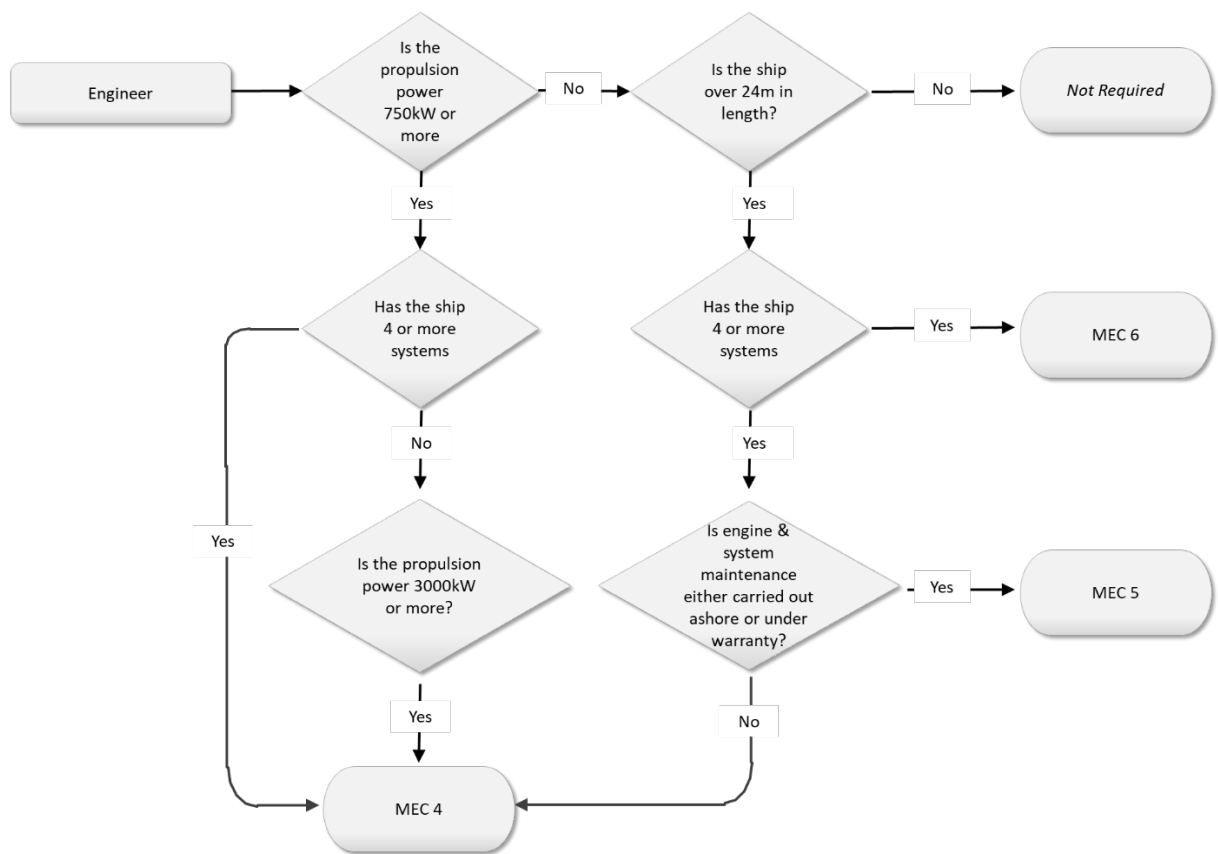 Engineer
Is the
propulsion
power
750kW or
more
No
Is the ship
over 24m in
length?
No
Not Required
Yes
Yes
Has the ship
4 or more
systems
Has the ship
4 or more
systems
Yes
MEC 6
No
Yes
Yes
Is the propulsion
power 3000kW
or more?
Is engine &
system
maintenance
either carried out
ashore or under
warranty?
Yes
MEC 5
Yes
No
MEC 4